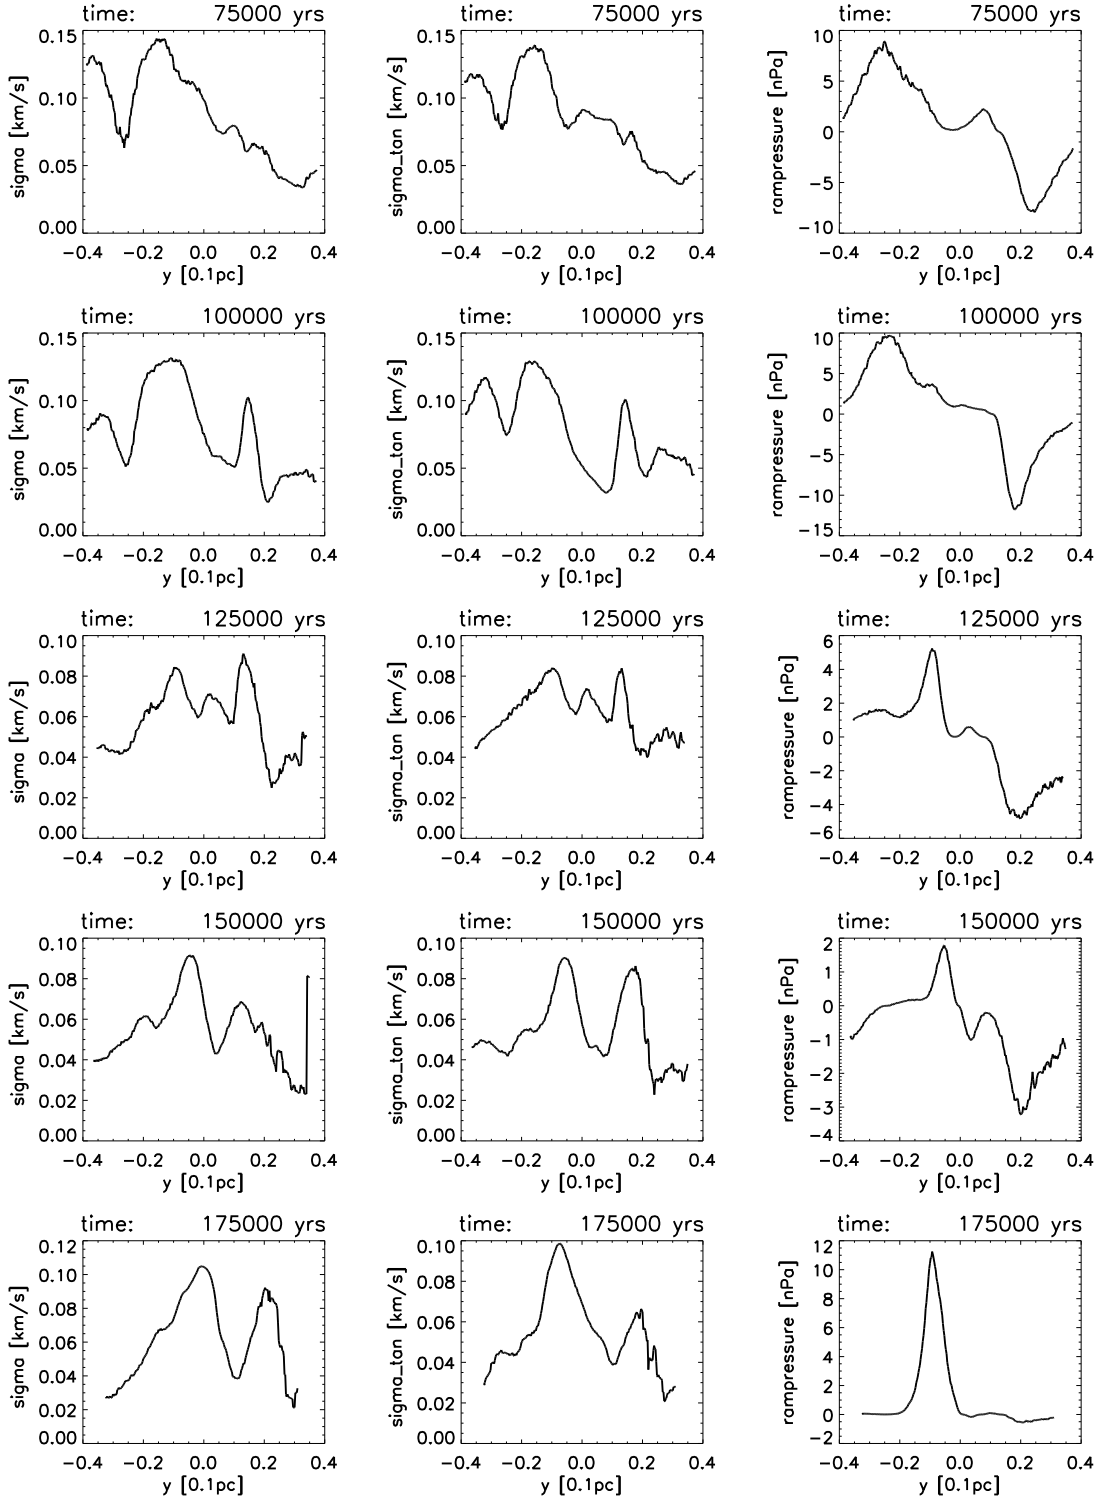 time: 75000 yrs
0.15
0.10
0.05
0.00
sigma [km/s]
−0.4 −0.2 0.0 0.2 0.4
y [0.1pc]
time: 75000 yrs
0.15
0.10
0.05
0.00
sigma_tan [km/s]
−0.4 −0.2 0.0 0.2 0.4
y [0.1pc]
time: 75000 yrs
10
5
0
−5
−10
rampressure [nPa]
−0.4 −0.2 0.0 0.2 0.4
y [0.1pc]
time: 100000 yrs
0.15
0.10
0.05
0.00
sigma [km/s]
−0.4 −0.2 0.0 0.2 0.4
y [0.1pc]
time: 100000 yrs
0.15
0.10
0.05
0.00
sigma_tan [km/s]
−0.4 −0.2 0.0 0.2 0.4
y [0.1pc]
time: 100000 yrs
10
5
0
−5
−10
−15
rampressure [nPa]
−0.4 −0.2 0.0 0.2 0.4
y [0.1pc]
time: 125000 yrs
0.10
0.08
0.06
0.04
0.02
0.00
sigma [km/s]
−0.4 −0.2 0.0 0.2 0.4
y [0.1pc]
time: 125000 yrs
0.10
0.08
0.06
0.04
0.02
0.00
sigma_tan [km/s]
−0.4 −0.2 0.0 0.2 0.4
y [0.1pc]
time: 125000 yrs
6
4
2
0
−2
−4
−6
rampressure [nPa]
−0.4 −0.2 0.0 0.2 0.4
y [0.1pc]
time: 150000 yrs
0.10
0.08
0.06
0.04
0.02
0.00
sigma [km/s]
−0.4 −0.2 0.0 0.2 0.4
y [0.1pc]
time: 150000 yrs
0.10
0.08
0.06
0.04
0.02
0.00
sigma_tan [km/s]
−0.4 −0.2 0.0 0.2 0.4
y [0.1pc]
time: 150000 yrs
2
1
0
−1
−2
−3
−4
rampressure [nPa]
−0.4 −0.2 0.0 0.2 0.4
y [0.1pc]
time: 175000 yrs
0.12
0.10
0.08
0.06
0.04
0.02
0.00
sigma [km/s]
−0.4 −0.2 0.0 0.2 0.4
y [0.1pc]
time: 175000 yrs
0.10
0.08
0.06
0.04
0.02
0.00
sigma_tan [km/s]
−0.4 −0.2 0.0 0.2 0.4
y [0.1pc]
time: 175000 yrs
12
10
8
6
4
2
0
−2
rampressure [nPa]
−0.4 −0.2 0.0 0.2 0.4
y [0.1pc]